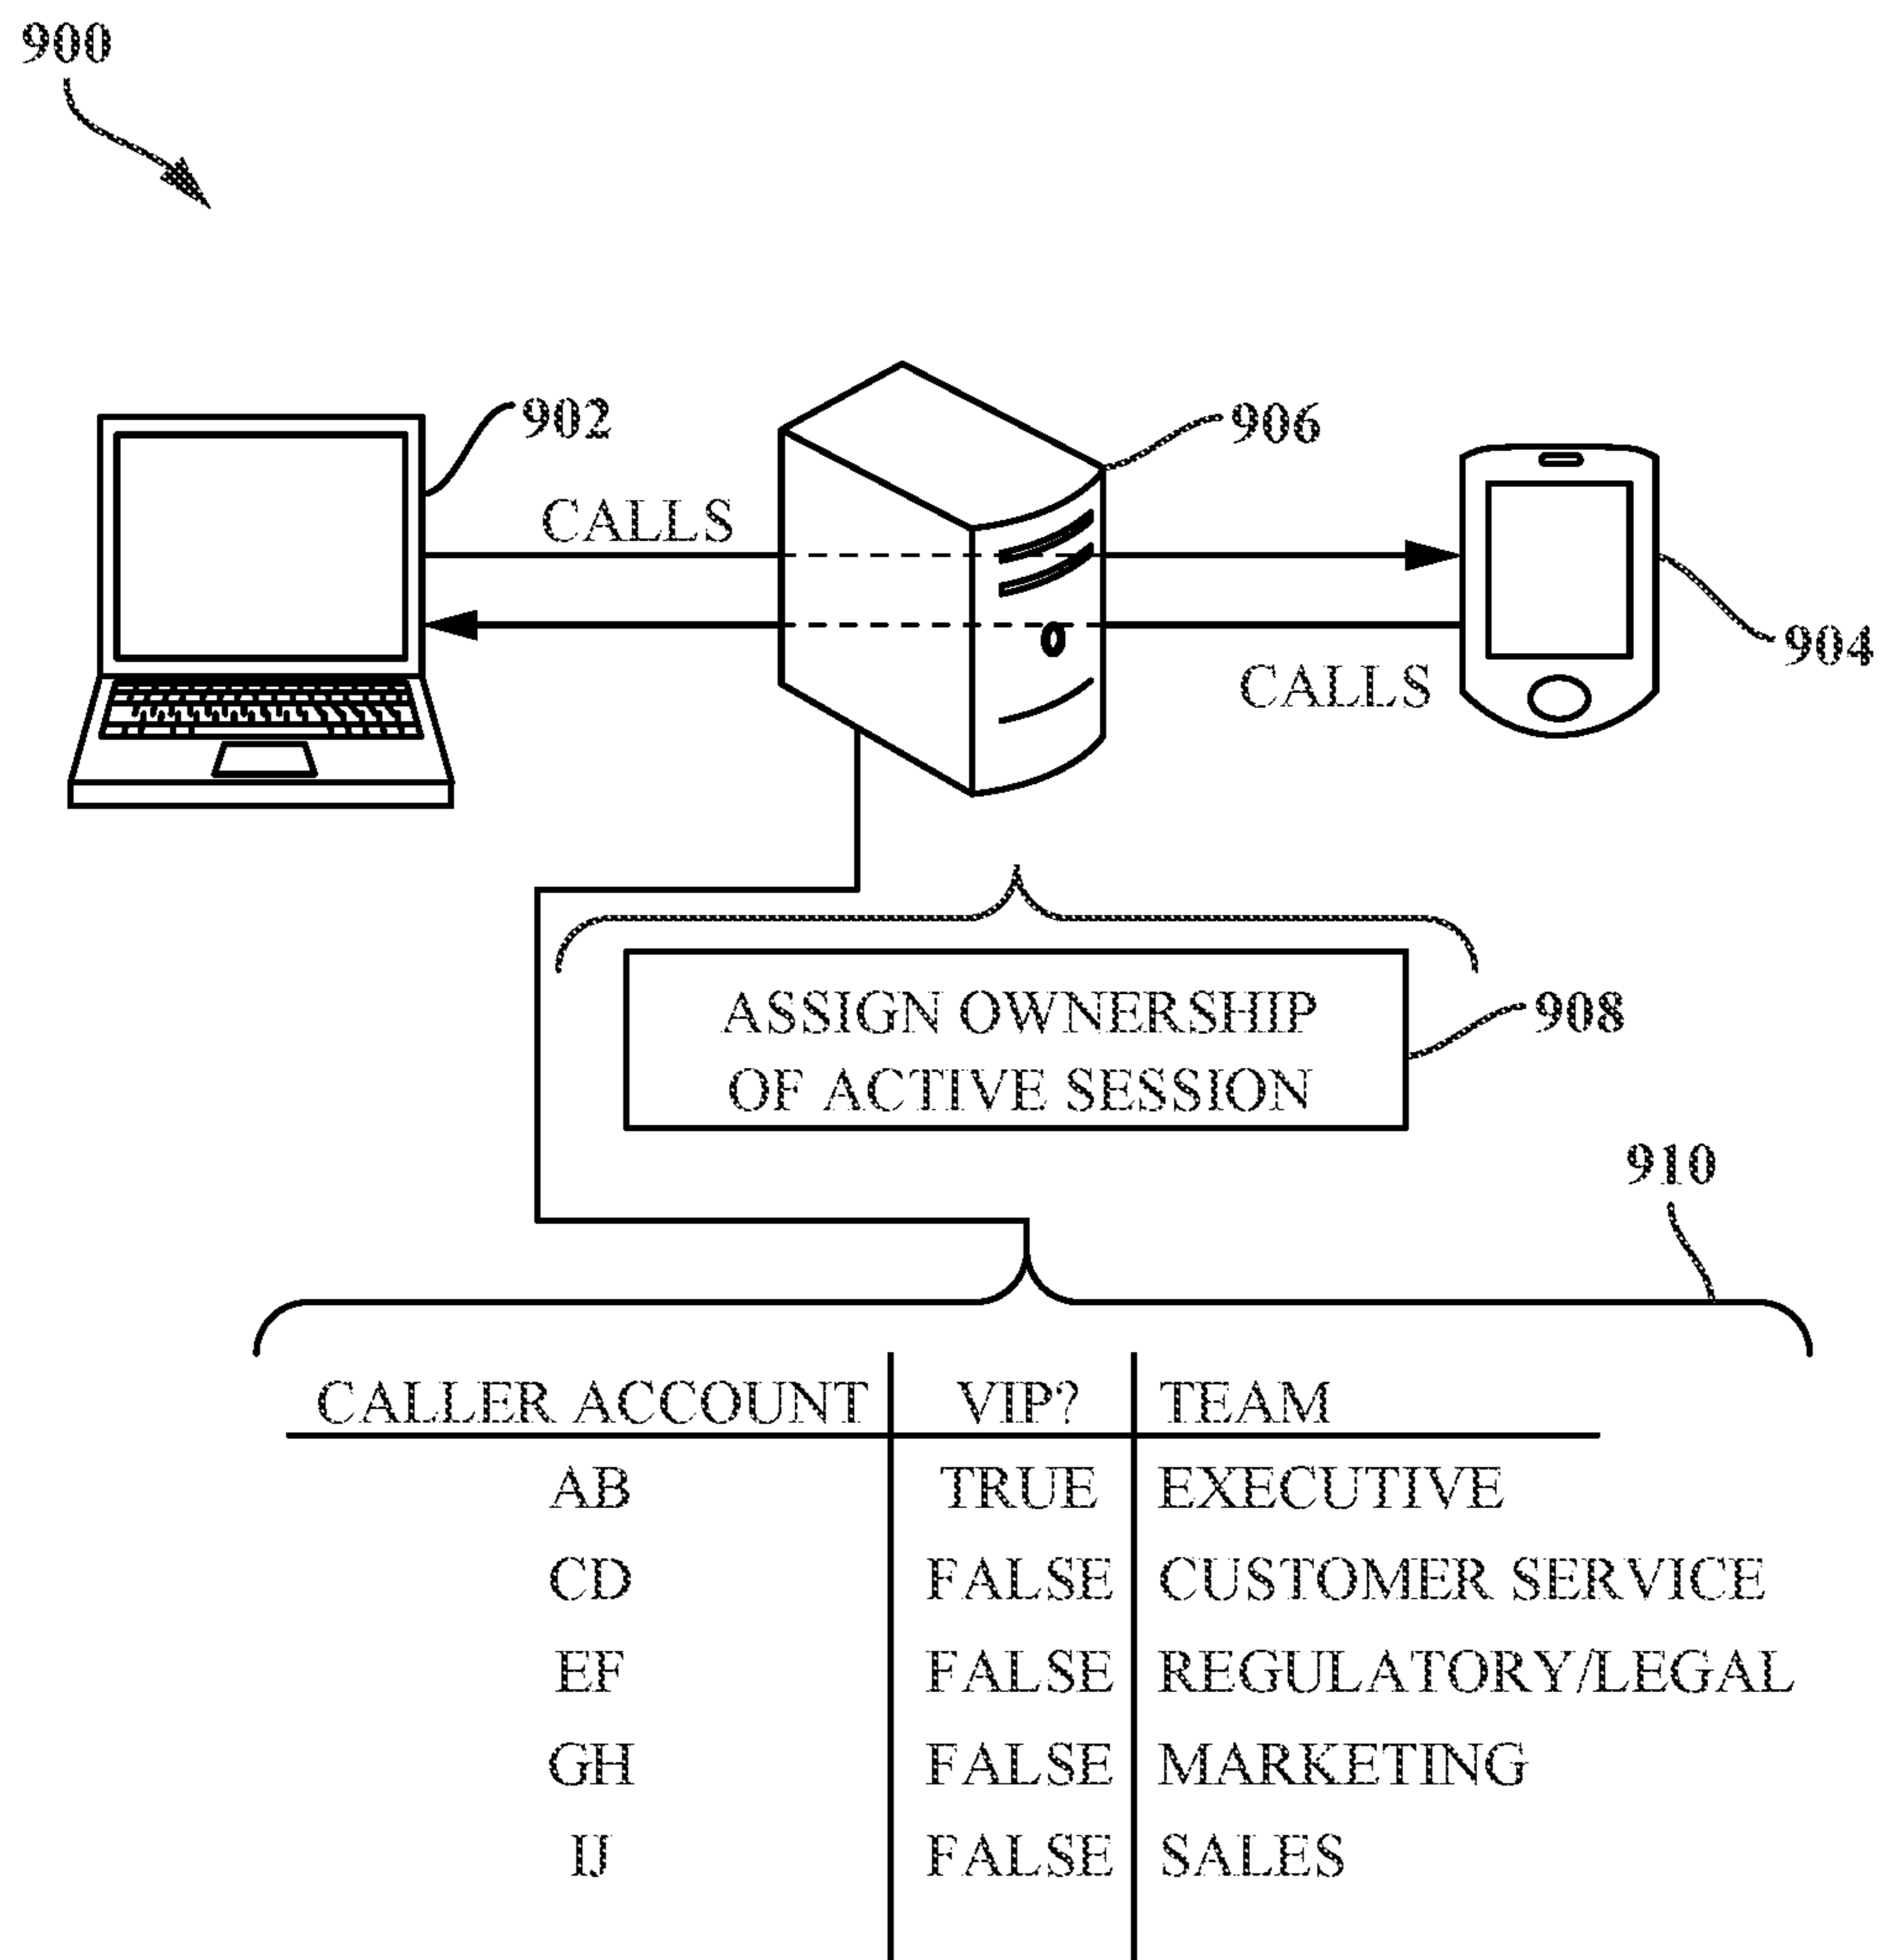 900
902
906
CALLS
904
CALLS
ASSIGN OWNERSHIP
OF ACTIVE SESSION
908
910
CALLER ACCOUNT VIP? TEAM
AB TRUE EXECUTIVE
CD FALSE CUSTOMER SERVICE
EF FALSE REGULATORY/LEGAL
GH FALSE MARKETING
IJ FALSE SALES